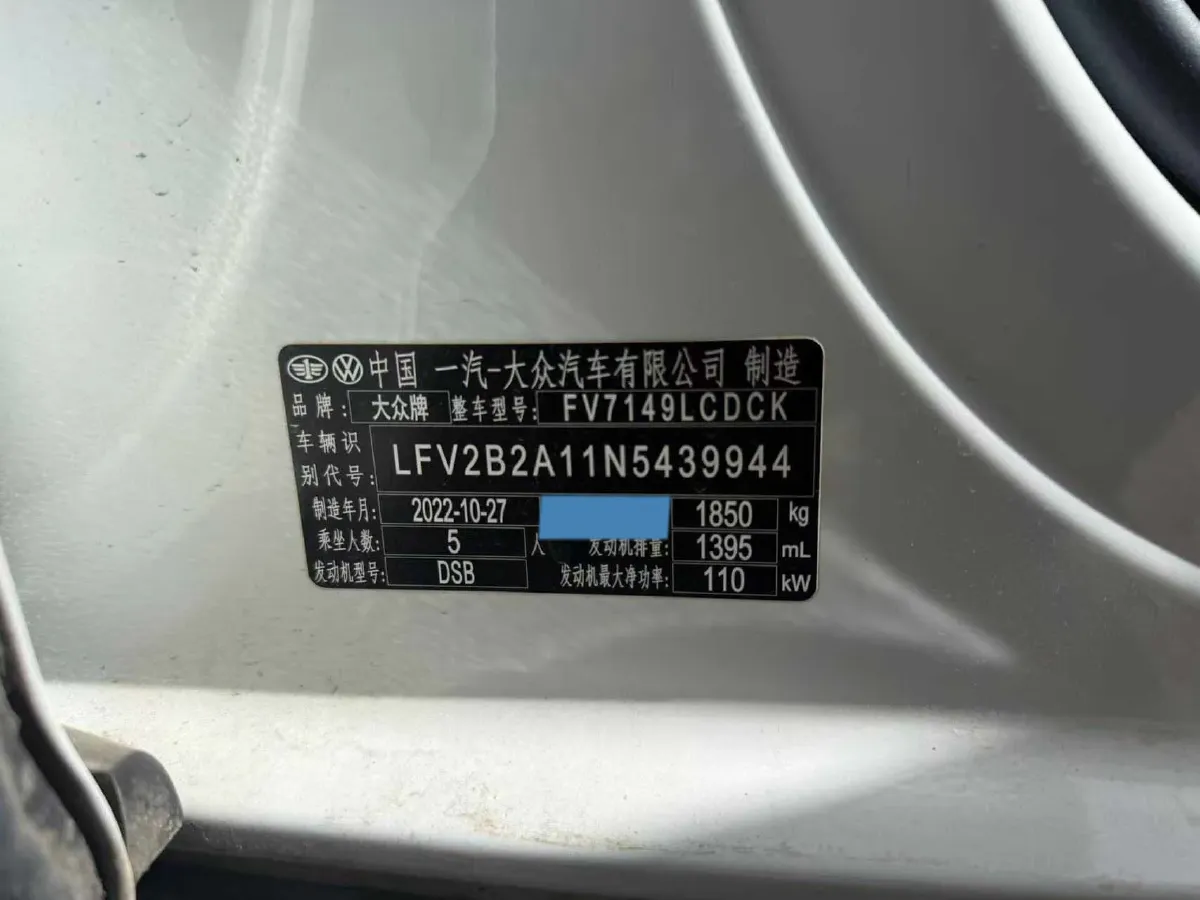 中国 一汽-大众汽车有限公司 制造
品牌: 大众牌 整车型号: FV7149LCDCK
车辆识别代号: LFV2B2A11N5439944
制造年月: 2022-10-27 1850 kg
乘坐人数: 5 人 发动机排量: 1395 mL
发动机型号: DSB 发动机最大净功率: 110 kW